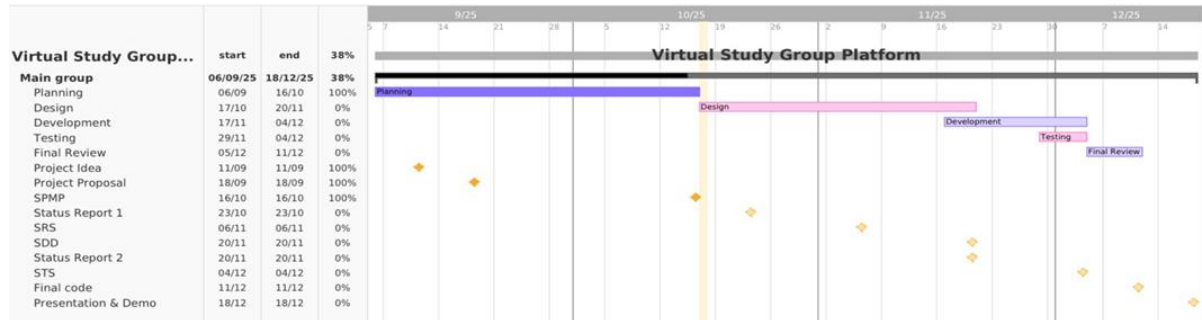 9/25 10/25 11/25 12/25
5 7 14 21 28 5 12 19 26 2 9 16 23 30 7 14
Virtual Study Group... start end 38% Virtual Study Group Platform
Main group 06/09/25 18/12/25 38%
Planning 06/09 16/10 100% Planning
Design 17/10 20/11 0% Design
Development 17/11 04/12 0% Development
Testing 29/11 04/12 0% Testing
Final Review 05/12 11/12 0% Final Review
Project Idea 11/09 11/09 100%
Project Proposal 18/09 18/09 100%
SPMP 16/10 16/10 100%
Status Report 1 23/10 23/10 0%
SRS 06/11 06/11 0%
SDD 20/11 20/11 0%
Status Report 2 20/11 20/11 0%
STS 04/12 04/12 0%
Final code 11/12 11/12 0%
Presentation & Demo 18/12 18/12 0%